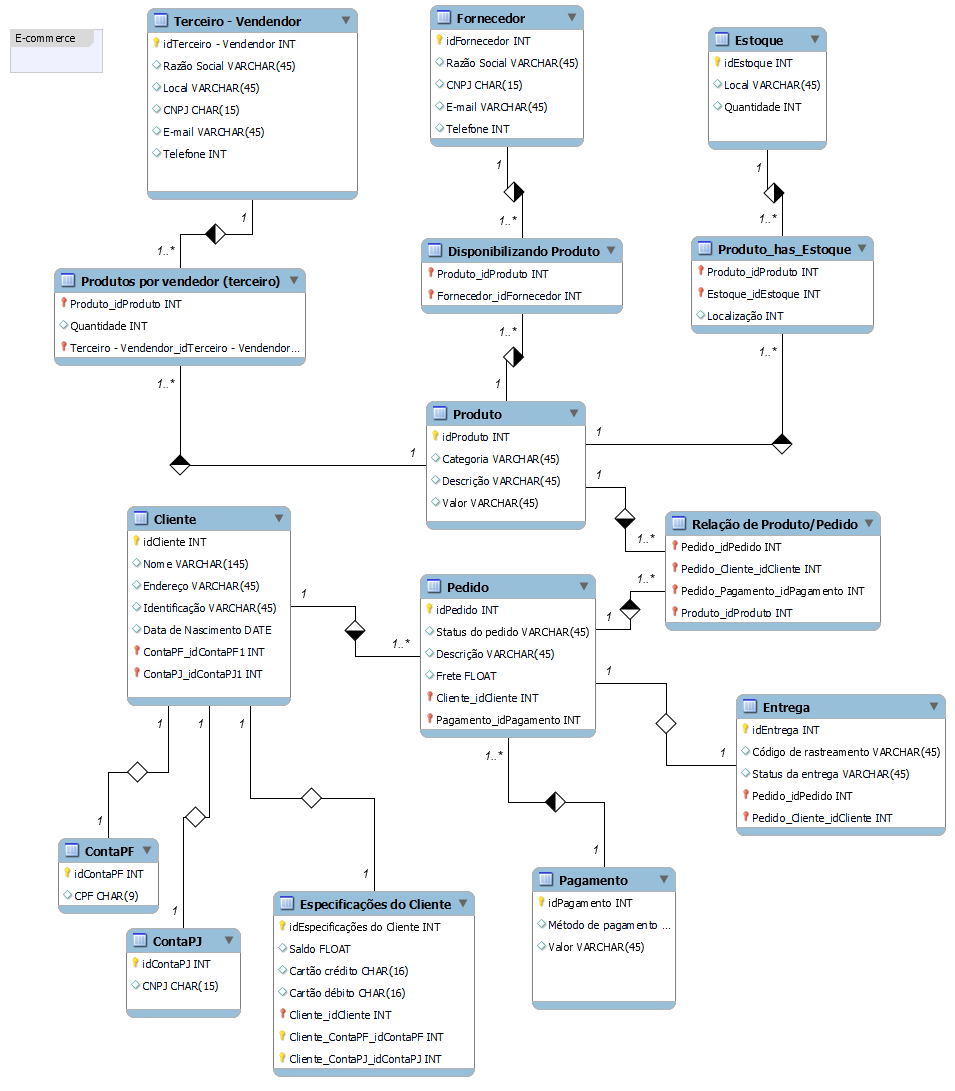 E-commerce
Terceiro - Vendendor
idTerceiro - Vendendor INT
Razão Social VARCHAR(45)
Local VARCHAR(45)
CNPJ CHAR(15)
E-mail VARCHAR(45)
Telefone INT
1
1..*
Fornecedor
idFornecedor INT
Razão Social VARCHAR(45)
CNPJ CHAR(15)
E-mail VARCHAR(45)
Telefone INT
1
1..*
Estoque
idEstoque INT
Local VARCHAR(45)
Quantidade INT
1
1..*
Produtos por vendedor (terceiro)
Produto_idProduto INT
Quantidade INT
Terceiro - Vendendor_idTerceiro - Vendendor...
1..*
1
Disponibilizando Produto
Produto_idProduto INT
Fornecedor_idFornecedor INT
1..*
1
Produto_has_Estoque
Produto_idProduto INT
Estoque_idEstoque INT
Localização INT
1..*
1
Produto
idProduto INT
Categoria VARCHAR(45)
Descrição VARCHAR(45)
Valor VARCHAR(45)
1
1..*
Relação de Produto/Pedido
Pedido_idPedido INT
Pedido_Cliente_idCliente INT
Pedido_Pagamento_idPagamento INT
Produto_idProduto INT
1..*
1
Cliente
idCliente INT
Nome VARCHAR(145)
Endereço VARCHAR(45)
Identificação VARCHAR(45)
Data de Nascimento DATE
ContaPF_idContaPF1 INT
ContaPJ_idContaPJ1 INT
1
1..*
Pedido
idPedido INT
Status do pedido VARCHAR(45)
Descrição VARCHAR(45)
Frete FLOAT
Cliente_idCliente INT
Pagamento_idPagamento INT
1
1
Entrega
idEntrega INT
Código de rastreamento VARCHAR(45)
Status da entrega VARCHAR(45)
Pedido_idPedido INT
Pedido_Cliente_idCliente INT
1
1
1
1..*
1
ContaPF
idContaPF INT
CPF CHAR(9)
1
ContaPJ
idContaPJ INT
CNPJ CHAR(15)
1
Especificações do Cliente
idEspecificações do Cliente INT
Saldo FLOAT
Cartão crédito CHAR(16)
Cartão débito CHAR(16)
Cliente_idCliente INT
Cliente_ContaPF_idContaPF INT
Cliente_ContaPJ_idContaPJ INT
1
Pagamento
idPagamento INT
Método de pagamento ...
Valor VARCHAR(45)